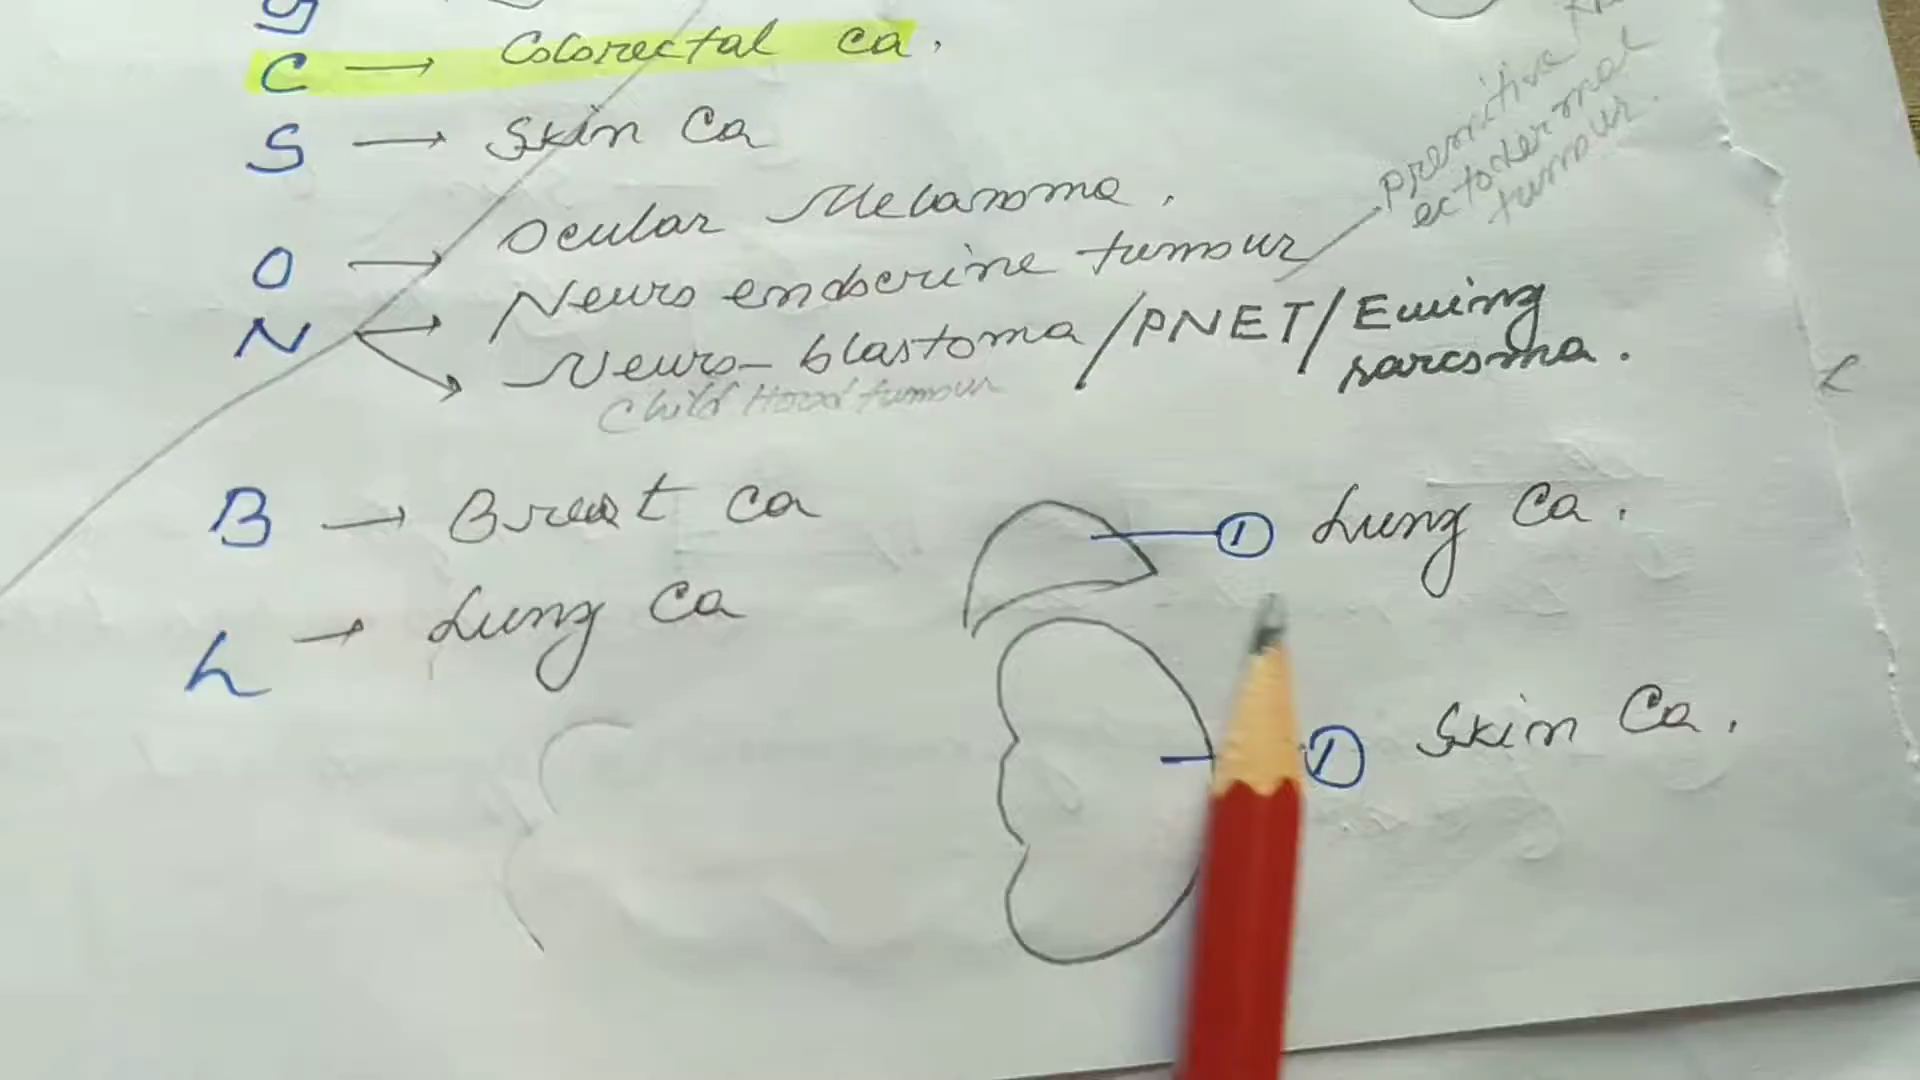 C → Colorectal ca.
S → Skin Ca
O → Ocular Melanoma.
N → Neuro endocrine tumour
Neuro-blastoma /PNET/ Ewing sarcoma.
Child Hood tumour
premitive
ectodermal
tumour.
B → Breast ca
L → Lung Ca
① Lung Ca.
① Skin Ca.